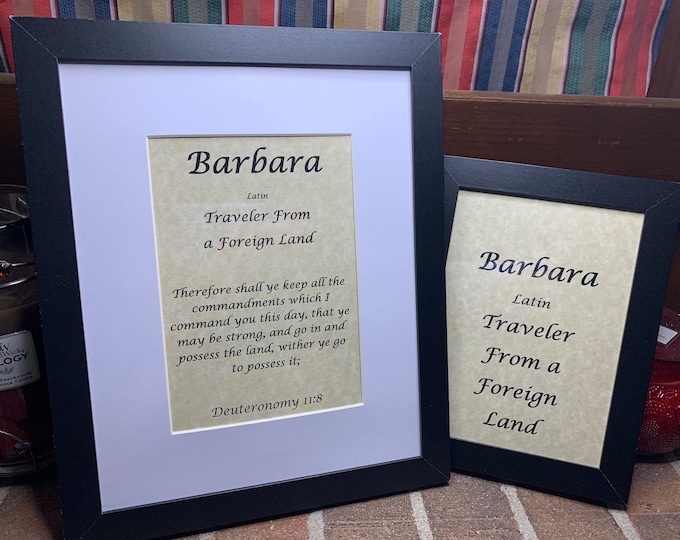 Barbara
Latin
Traveler From
a Foreign Land
Therefore shall ye keep all the
commandments which I
command you this day, that ye
may be strong, and go in and
possess the land, wither ye go
to possess it;
Deuteronomy 11:8
Barbara
Latin
Traveler
From a
Foreign
Land